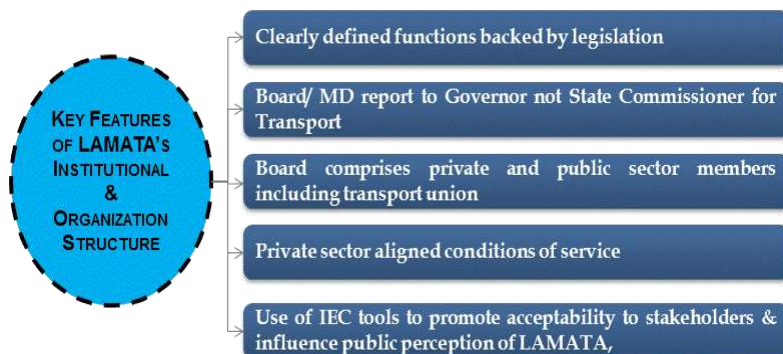 KEY FEATURES
OF LAMATA'S
INSTITUTIONAL
&
ORGANIZATION
STRUCTURE
Clearly defined functions backed by legislation
Board/ MD report to Governor not State Commissioner for
Transport
Board comprises private and public sector members
including transport union
Private sector aligned conditions of service
Use of IEC tools to promote acceptability to stakeholders &
influence public perception of LAMATA,